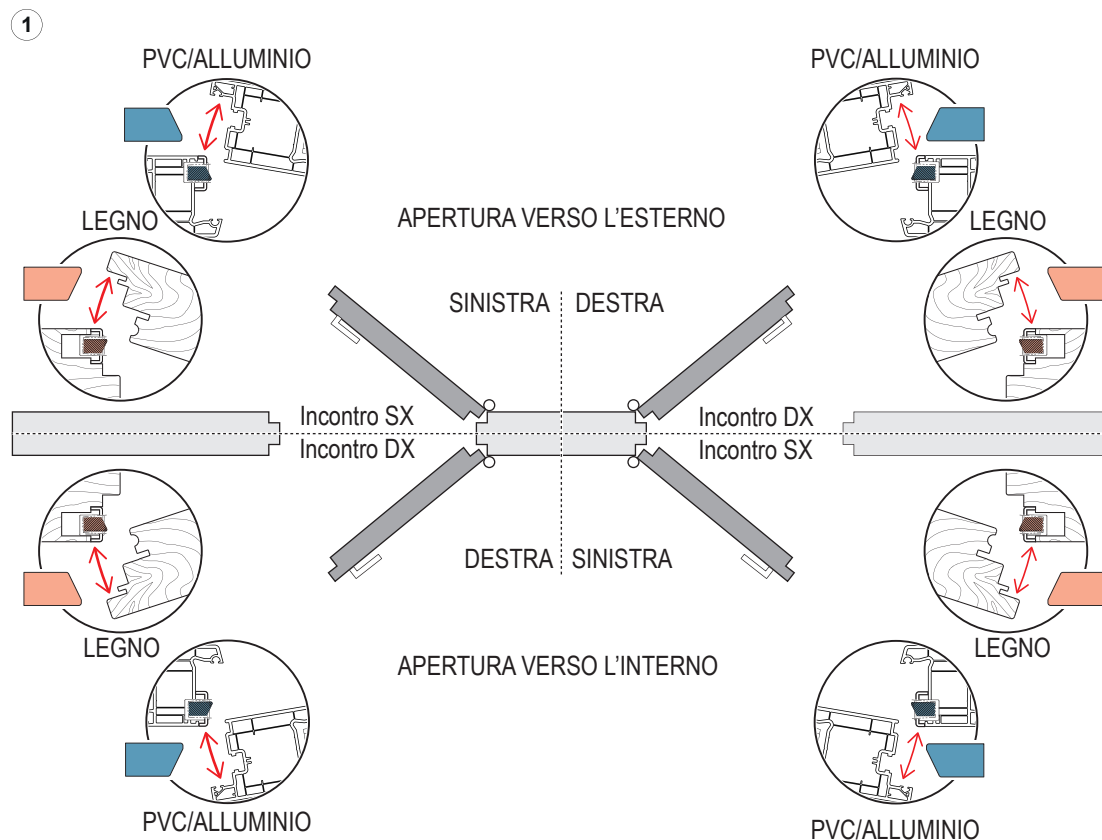 1
PVC/ALLUMINIO
PVC/ALLUMINIO
LEGNO
APERTURA VERSO L'ESTERNO
LEGNO
SINISTRA
DESTRA
Incontro SX
Incontro DX
Incontro DX
Incontro SX
DESTRA
SINISTRA
LEGNO
APERTURA VERSO L'INTERNO
LEGNO
PVC/ALLUMINIO
PVC/ALLUMINIO